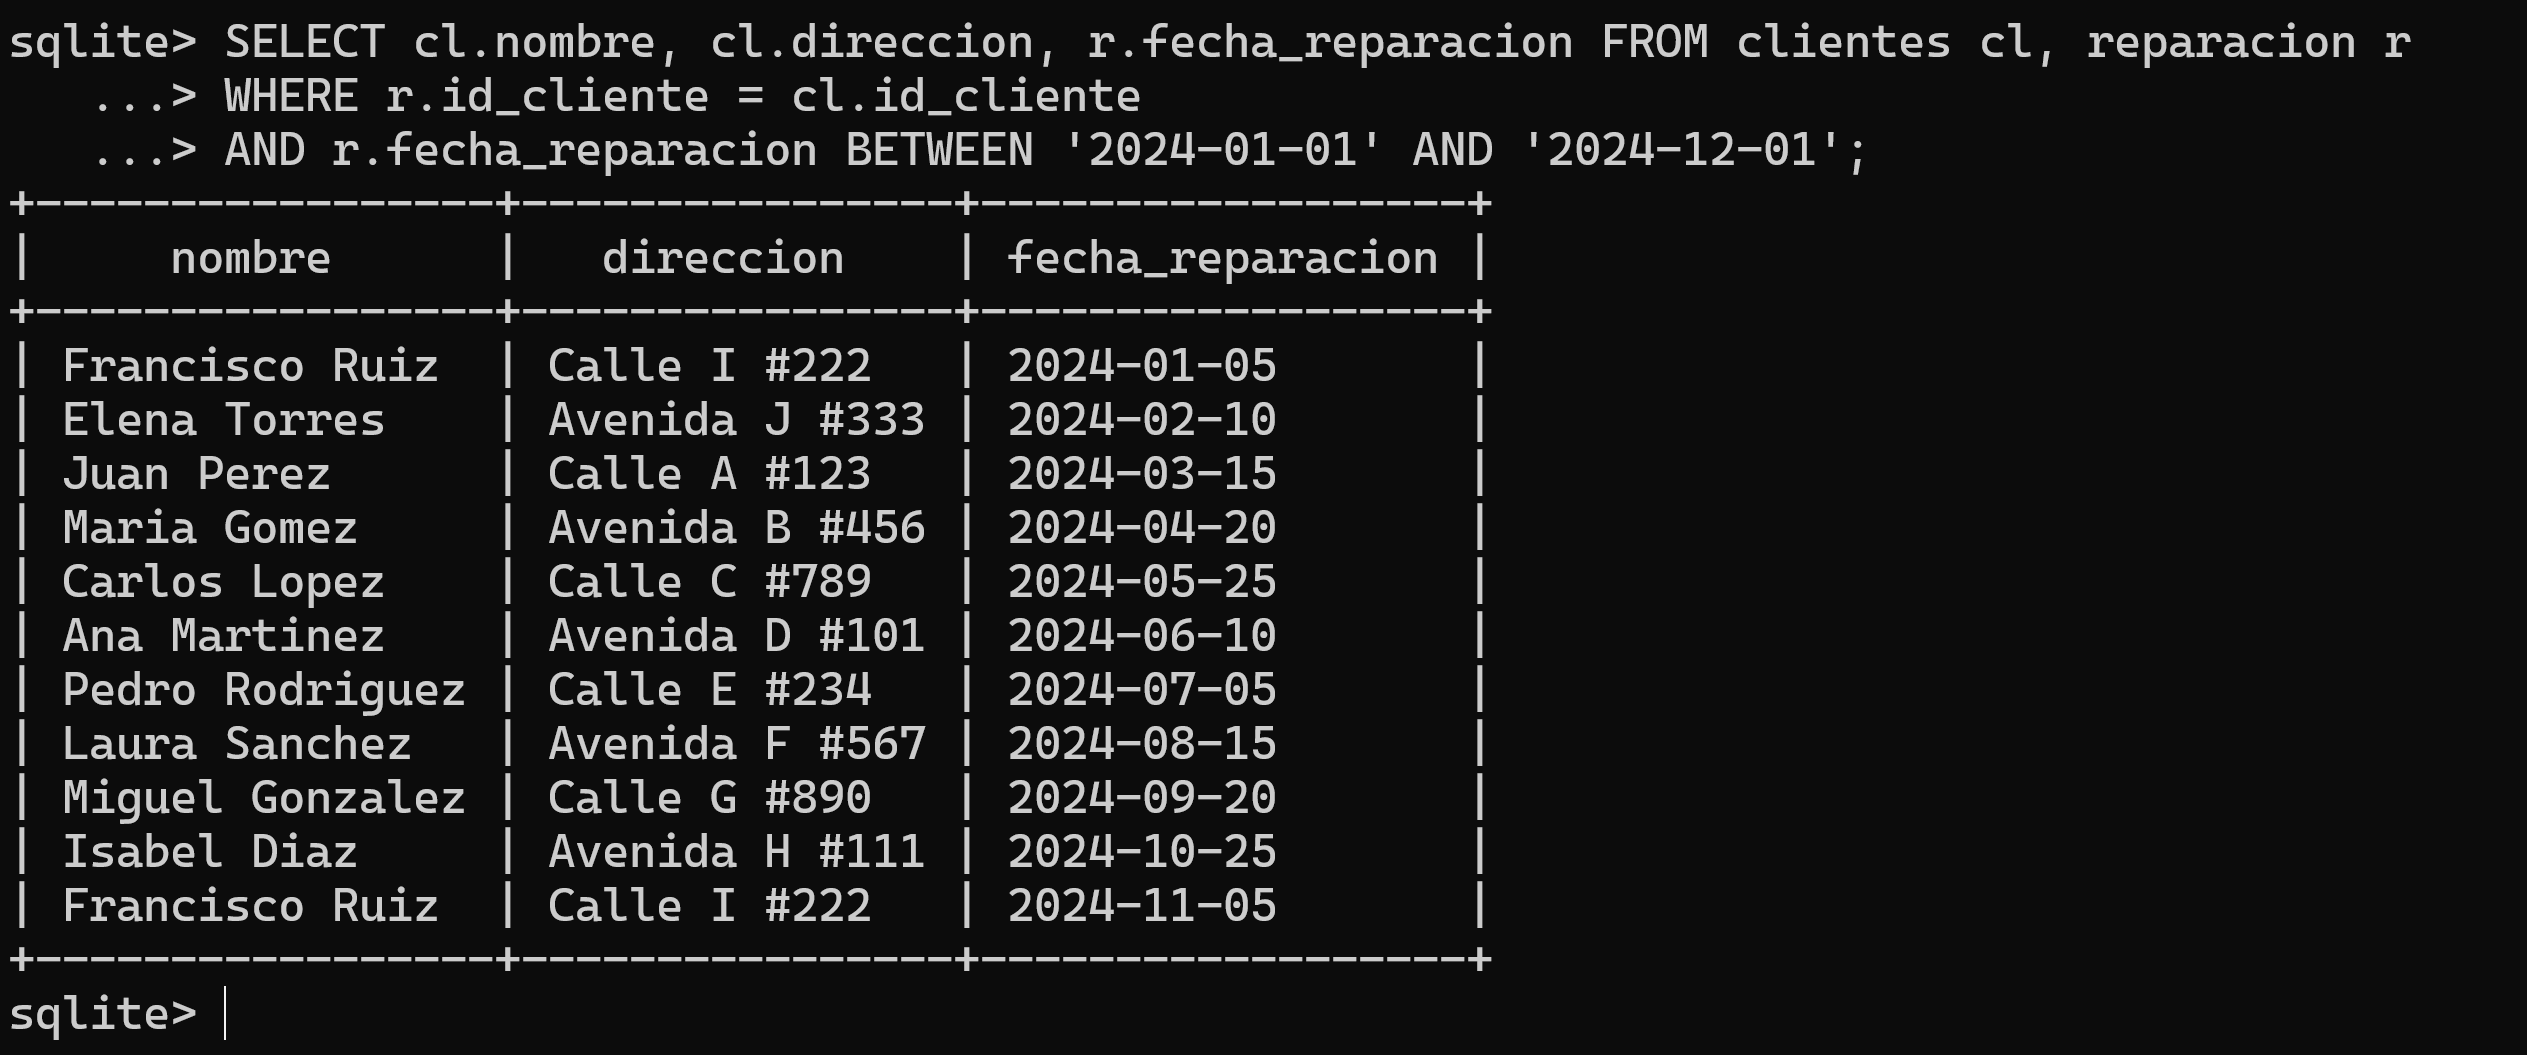 sqlite> SELECT cl.nombre, cl.direccion, r.fecha_reparacion FROM clientes cl, reparacion r
   ...> WHERE r.id_cliente = cl.id_cliente
   ...> AND r.fecha_reparacion BETWEEN '2024-01-01' AND '2024-12-01';
+-----------------+----------------+------------------+
|     nombre      |   direccion    | fecha_reparacion |
+-----------------+----------------+------------------+
| Francisco Ruiz  | Calle I #222   | 2024-01-05       |
| Elena Torres    | Avenida J #333 | 2024-02-10       |
| Juan Perez      | Calle A #123   | 2024-03-15       |
| Maria Gomez     | Avenida B #456 | 2024-04-20       |
| Carlos Lopez    | Calle C #789   | 2024-05-25       |
| Ana Martinez    | Avenida D #101 | 2024-06-10       |
| Pedro Rodriguez | Calle E #234   | 2024-07-05       |
| Laura Sanchez   | Avenida F #567 | 2024-08-15       |
| Miguel Gonzalez | Calle G #890   | 2024-09-20       |
| Isabel Diaz     | Avenida H #111 | 2024-10-25       |
| Francisco Ruiz  | Calle I #222   | 2024-11-05       |
+-----------------+----------------+------------------+
sqlite>